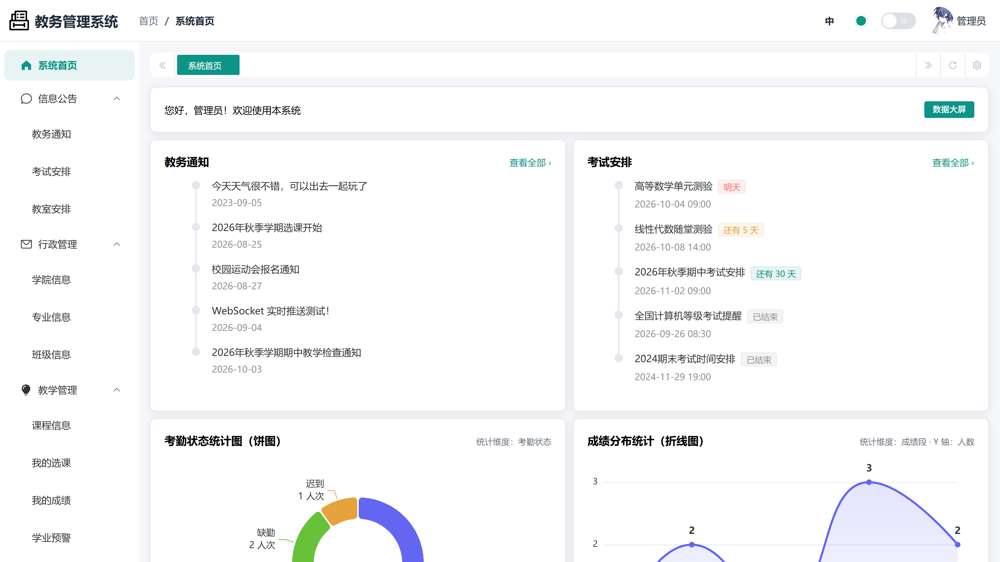 教务管理系统
首页 / 系统首页
中
管理员
系统首页
信息公告
教务通知
考试安排
教室安排
行政管理
学院信息
专业信息
班级信息
教学管理
课程信息
我的选课
我的成绩
学业预警
系统首页
您好，管理员！欢迎使用本系统
数据大屏
教务通知
查看全部 ›
今天天气很不错，可以出去一起玩了
2023-09-05
2026年秋季学期选课开始
2026-08-25
校园运动会报名通知
2026-08-27
WebSocket 实时推送测试！
2026-09-04
2026年秋季学期期中教学检查通知
2026-10-03
考试安排
查看全部 ›
高等数学单元测验 明天
2026-10-04 09:00
线性代数随堂测验 还有 5 天
2026-10-08 14:00
2026年秋季期中考试安排 还有 30 天
2026-11-02 09:00
全国计算机等级考试提醒 已结束
2026-09-26 08:30
2024期末考试时间安排 已结束
2024-11-29 19:00
考勤状态统计图（饼图）
统计维度：考勤状态
迟到
1 人次
缺勤
2 人次
成绩分布统计（折线图）
统计维度：成绩段 · Y 轴：人数
3
3
2
2
2